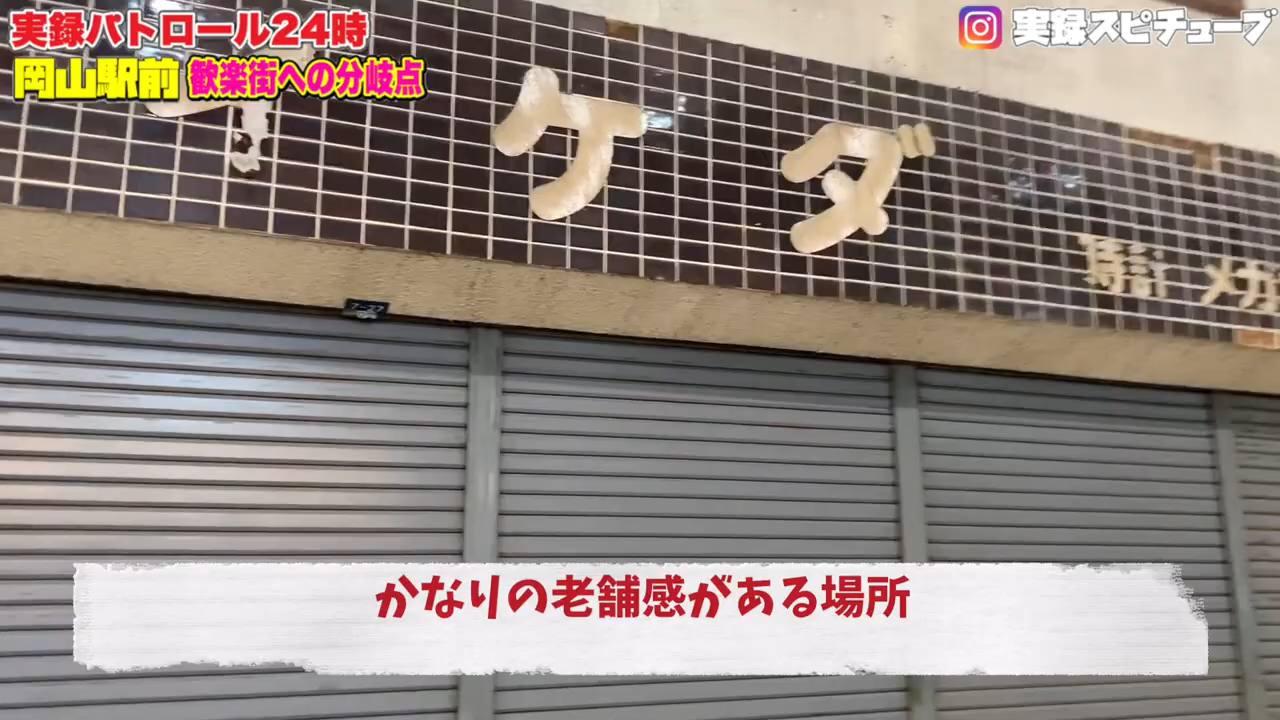 実録パトロール24時
実録スピチューブ
岡山駅前 歓楽街への分岐点
ケダ
時計 メガ
かなりの老舗感がある場所